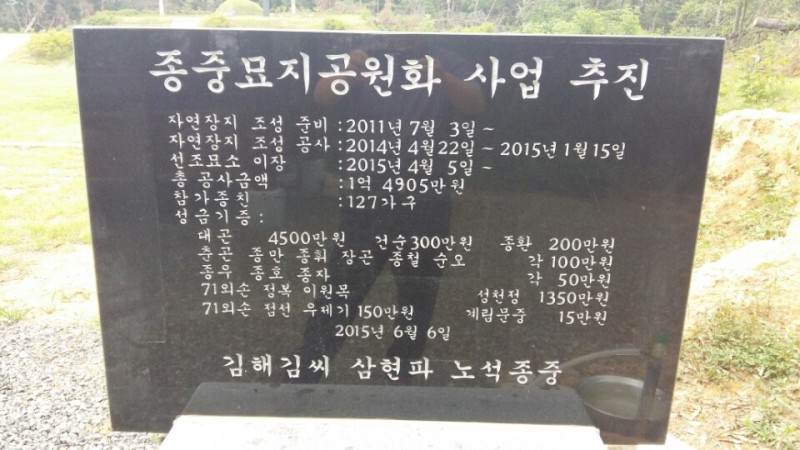 종중묘지공원화 사업 추진
자연장지 조성 준비 : 2011년 7월 3일 ~
자연장지 조성 공사 : 2014년 4월 22일 ~ 2015년 1월 15일
선조묘소 이장 : 2015년 4월 5일 ~
총 공사금액 : 1억 4905만원
참가종친 : 127가구
성금기증 :
대곤 4500만원 건순 300만원 종환 200만원
춘곤 종만 종휘 장곤 종철 순오 각 100만원
종우 종호 종자 각 50만원
기외손 정복 이원목 성천정 1350만원
기외손 점선 우제기 150만원 계림문중 15만원
2015년 6월 6일
김해김씨 삼현파 노석종중